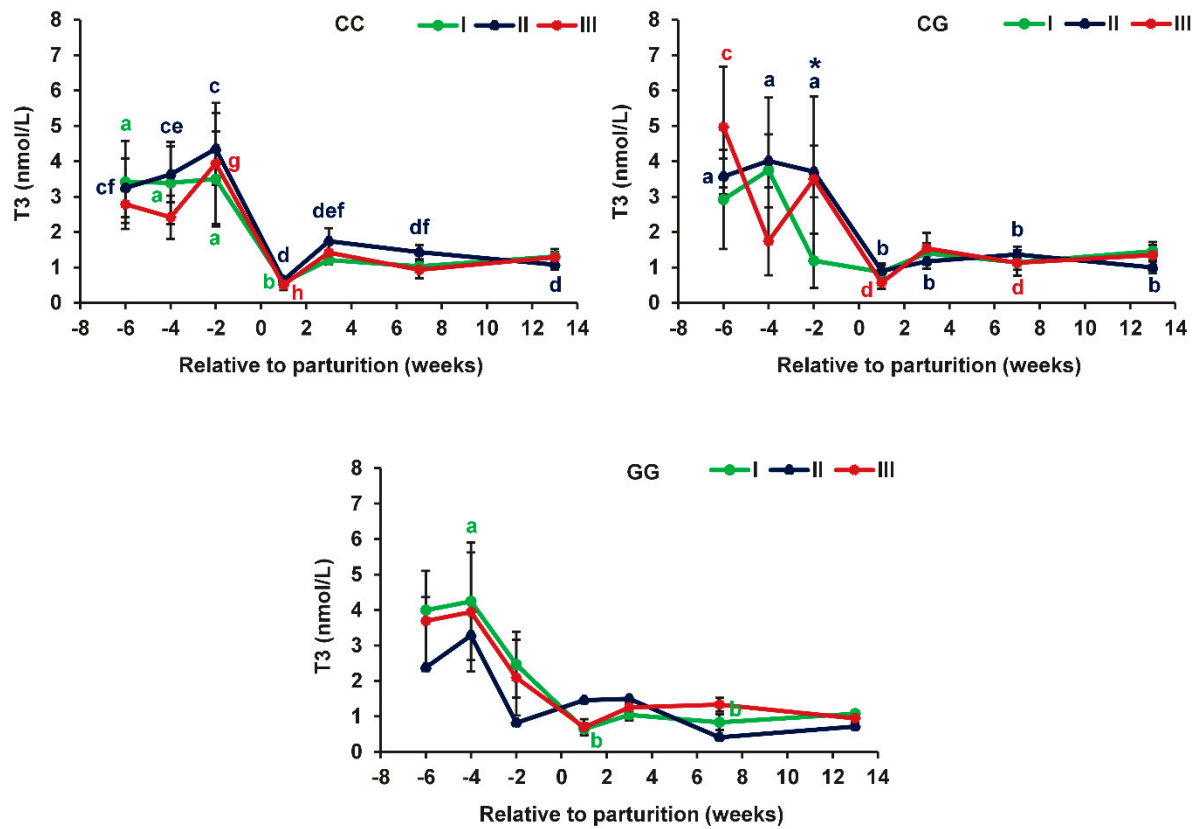 CC I II III
T3 (nmol/L)
8
7
6
5
4
3
2
1
0
a
cf
ce
a
c
g
a
b
d
h
def
df
d
-8 -6 -4 -2 0 2 4 6 8 10 12 14
Relative to parturition (weeks)
CG I II III
T3 (nmol/L)
8
7
6
5
4
3
2
1
0
c
a
a
*
a
b
d
b
b
d
b
-8 -6 -4 -2 0 2 4 6 8 10 12 14
Relative to parturition (weeks)
GG I II III
T3 (nmol/L)
8
7
6
5
4
3
2
1
0
a
b
b
-8 -6 -4 -2 0 2 4 6 8 10 12 14
Relative to parturition (weeks)